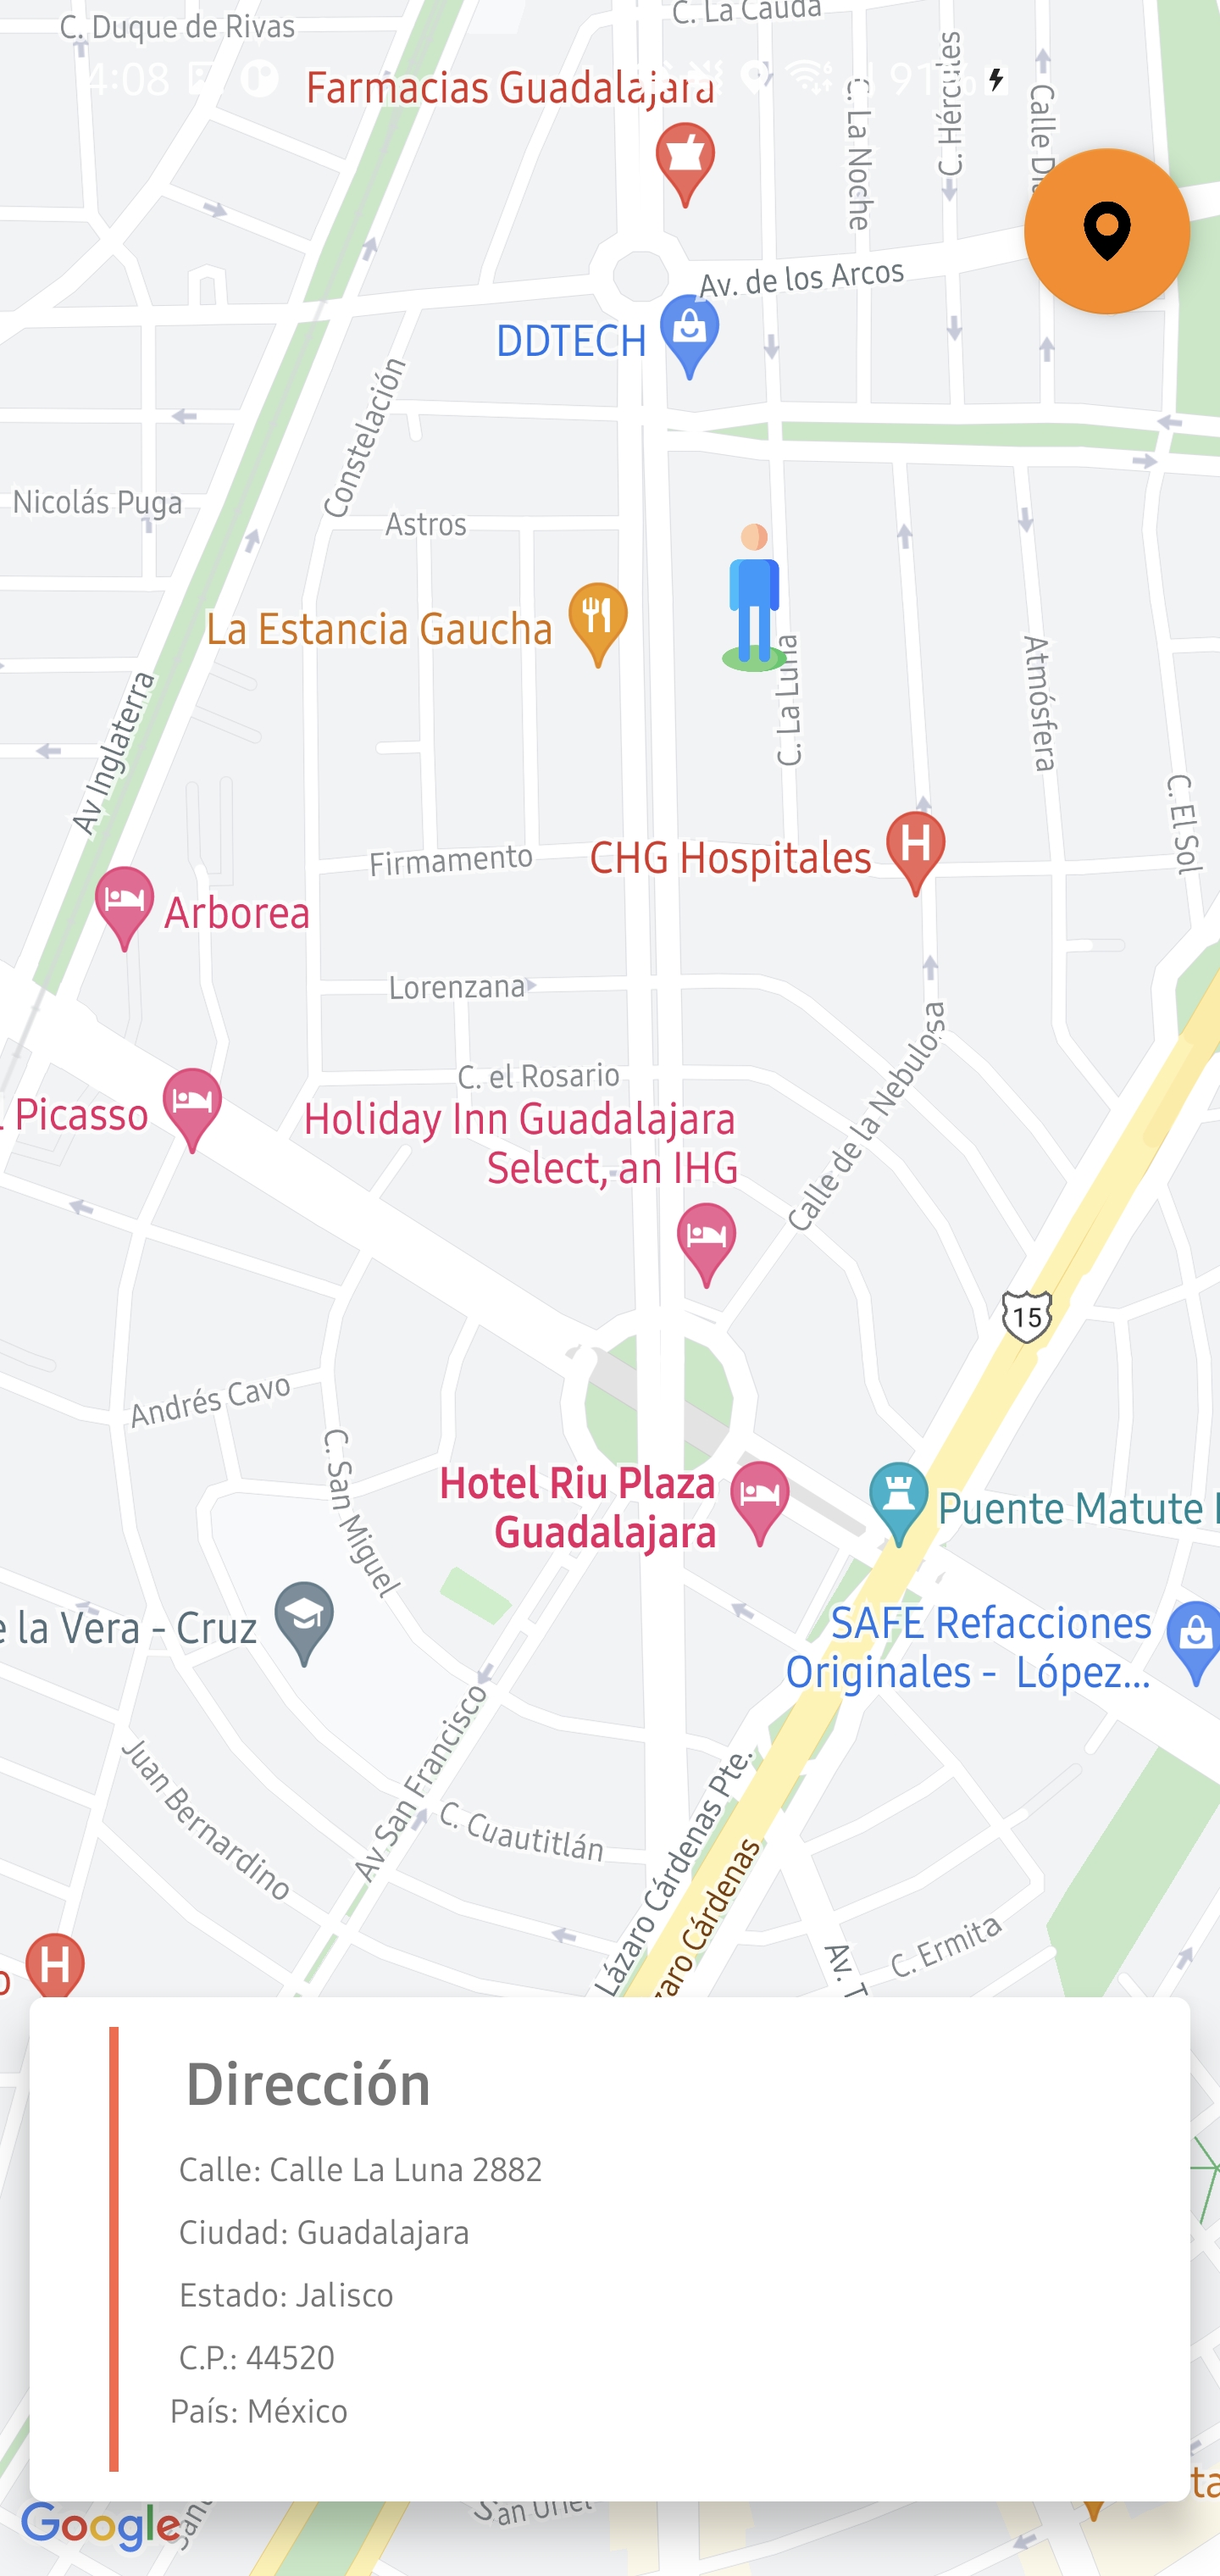 C. Duque de Rivas
C. La Cauda
4:08
91%
Farmacias Guadalajara
C. La Noche
C. Hércules
Calle
Av. de los Arcos
DDTECH
Constelación
Nicolás Puga
Astros
La Estancia Gaucha
C. La Luna
Atmósfera
Av Inglaterra
C. El Sol
Firmamento
CHG Hospitales
H
Arborea
Lorenzana
C. el Rosario
Calle de la Nebulosa
Picasso
Holiday Inn Guadalajara
Select, an IHG
15
Andrés Cavo
C. San Miguel
Hotel Riu Plaza
Guadalajara
Puente Matute
e la Vera - Cruz
SAFE Refacciones
Originales - López...
Juan Bernardino
Av San Francisco
C. Cuautitlán
Lázaro Cárdenas Pte.
zaro Cárdenas
Av. T
C. Ermita
H
Dirección
Calle: Calle La Luna 2882
Ciudad: Guadalajara
Estado: Jalisco
C.P.: 44520
País: México
Google
San Uriel
ta